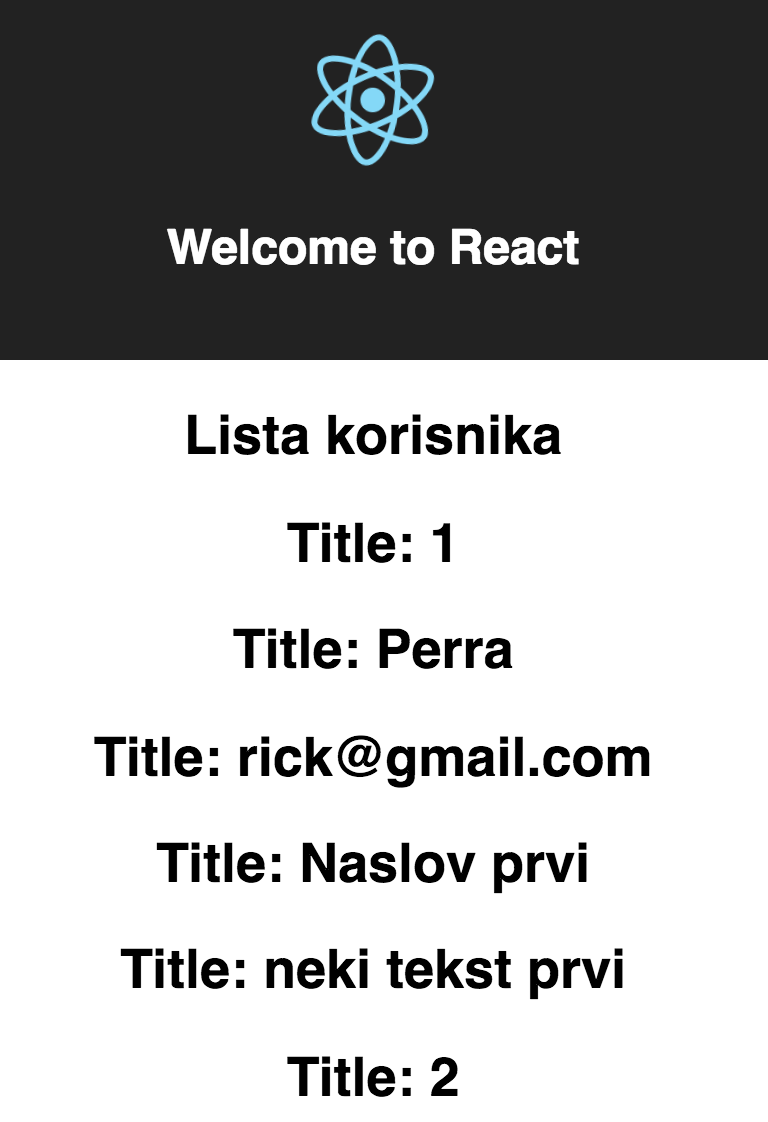 Welcome to React
Lista korisnika
Title: 1
Title: Perra
Title: rick@gmail.com
Title: Naslov prvi
Title: neki tekst prvi
Title: 2